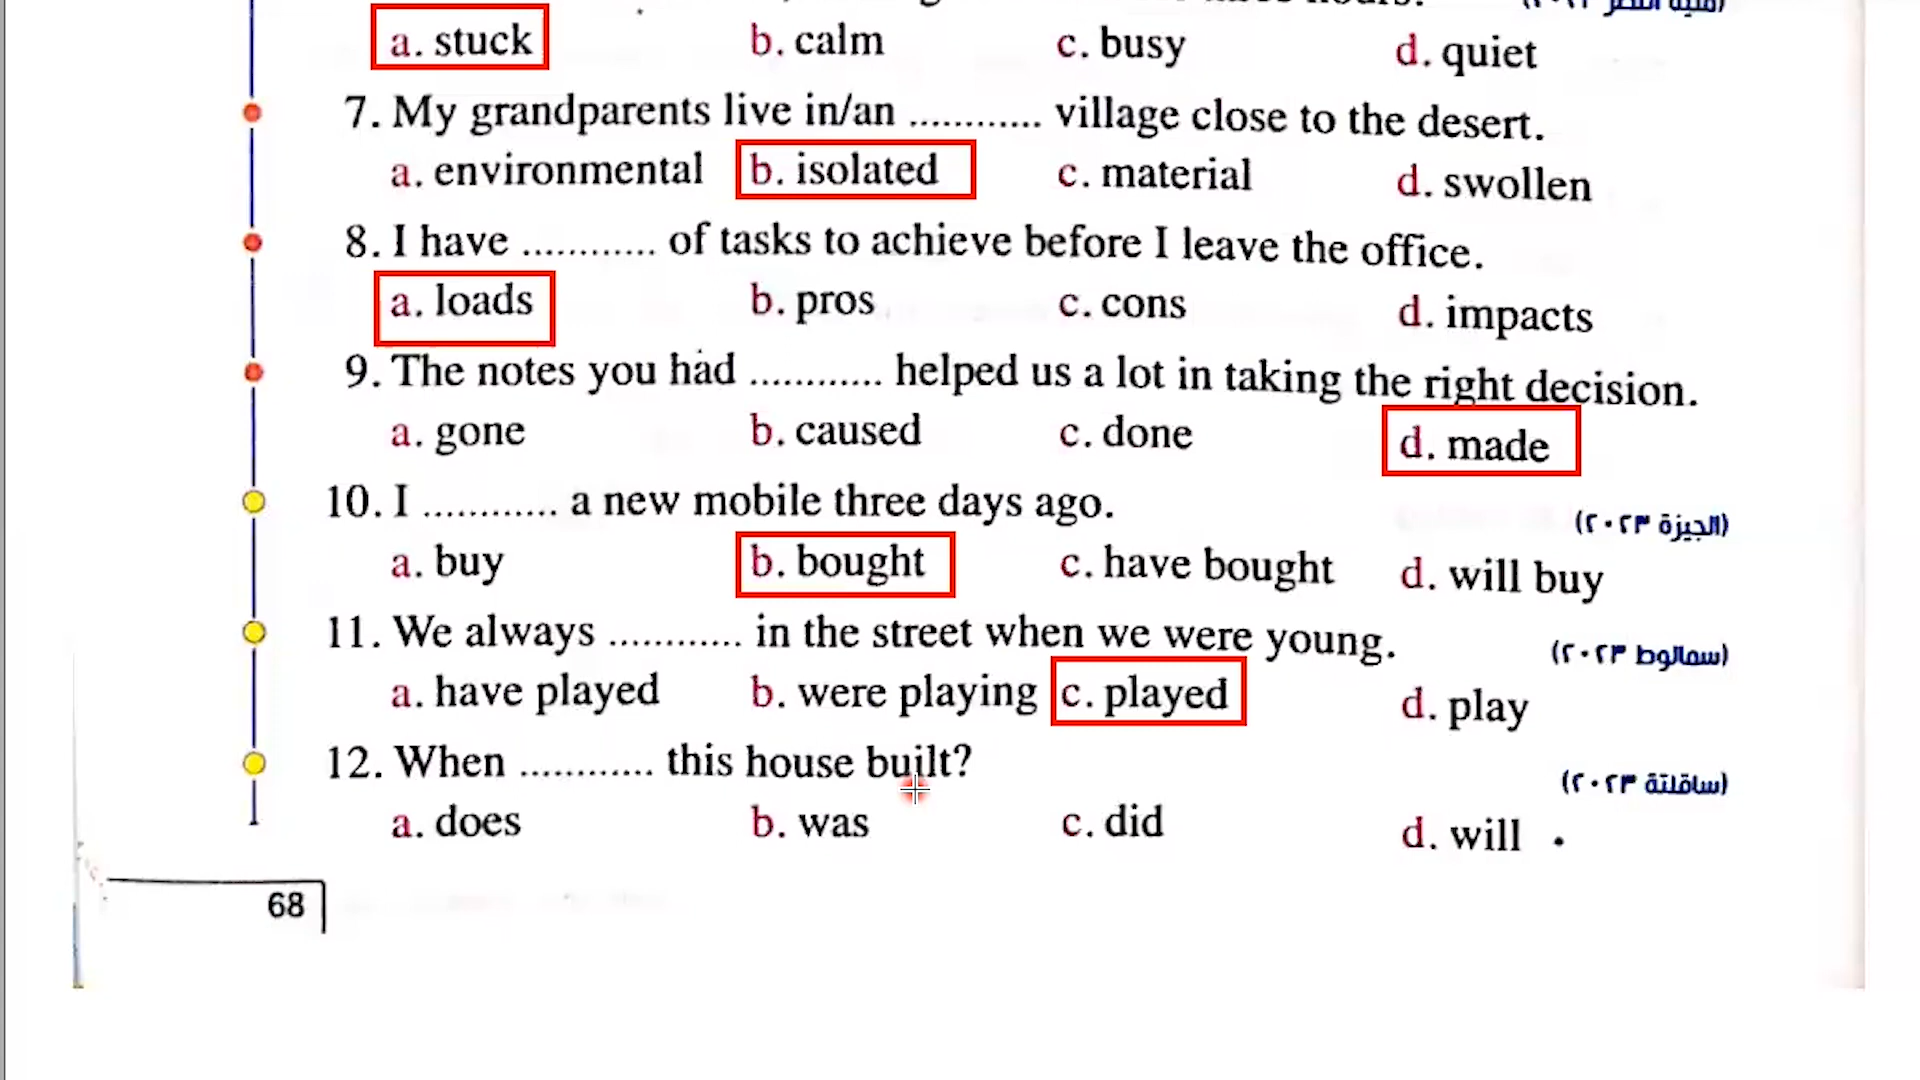 hours.
a. stuck b. calm c. busy d. quiet
7. My grandparents live in/an ............ village close to the desert.
a. environmental b. isolated c. material d. swollen
8. I have ............ of tasks to achieve before I leave the office.
a. loads b. pros c. cons d. impacts
9. The notes you had ............ helped us a lot in taking the right decision.
a. gone b. caused c. done d. made
10. I ............ a new mobile three days ago. (الجيزة ٢٠٢٣)
a. buy b. bought c. have bought d. will buy
11. We always ............ in the street when we were young. (سمالوط ٢٠٢٣)
a. have played b. were playing c. played d. play
12. When ............ this house built? (ساقلتة ٢٠٢٣)
a. does b. was c. did d. will
68